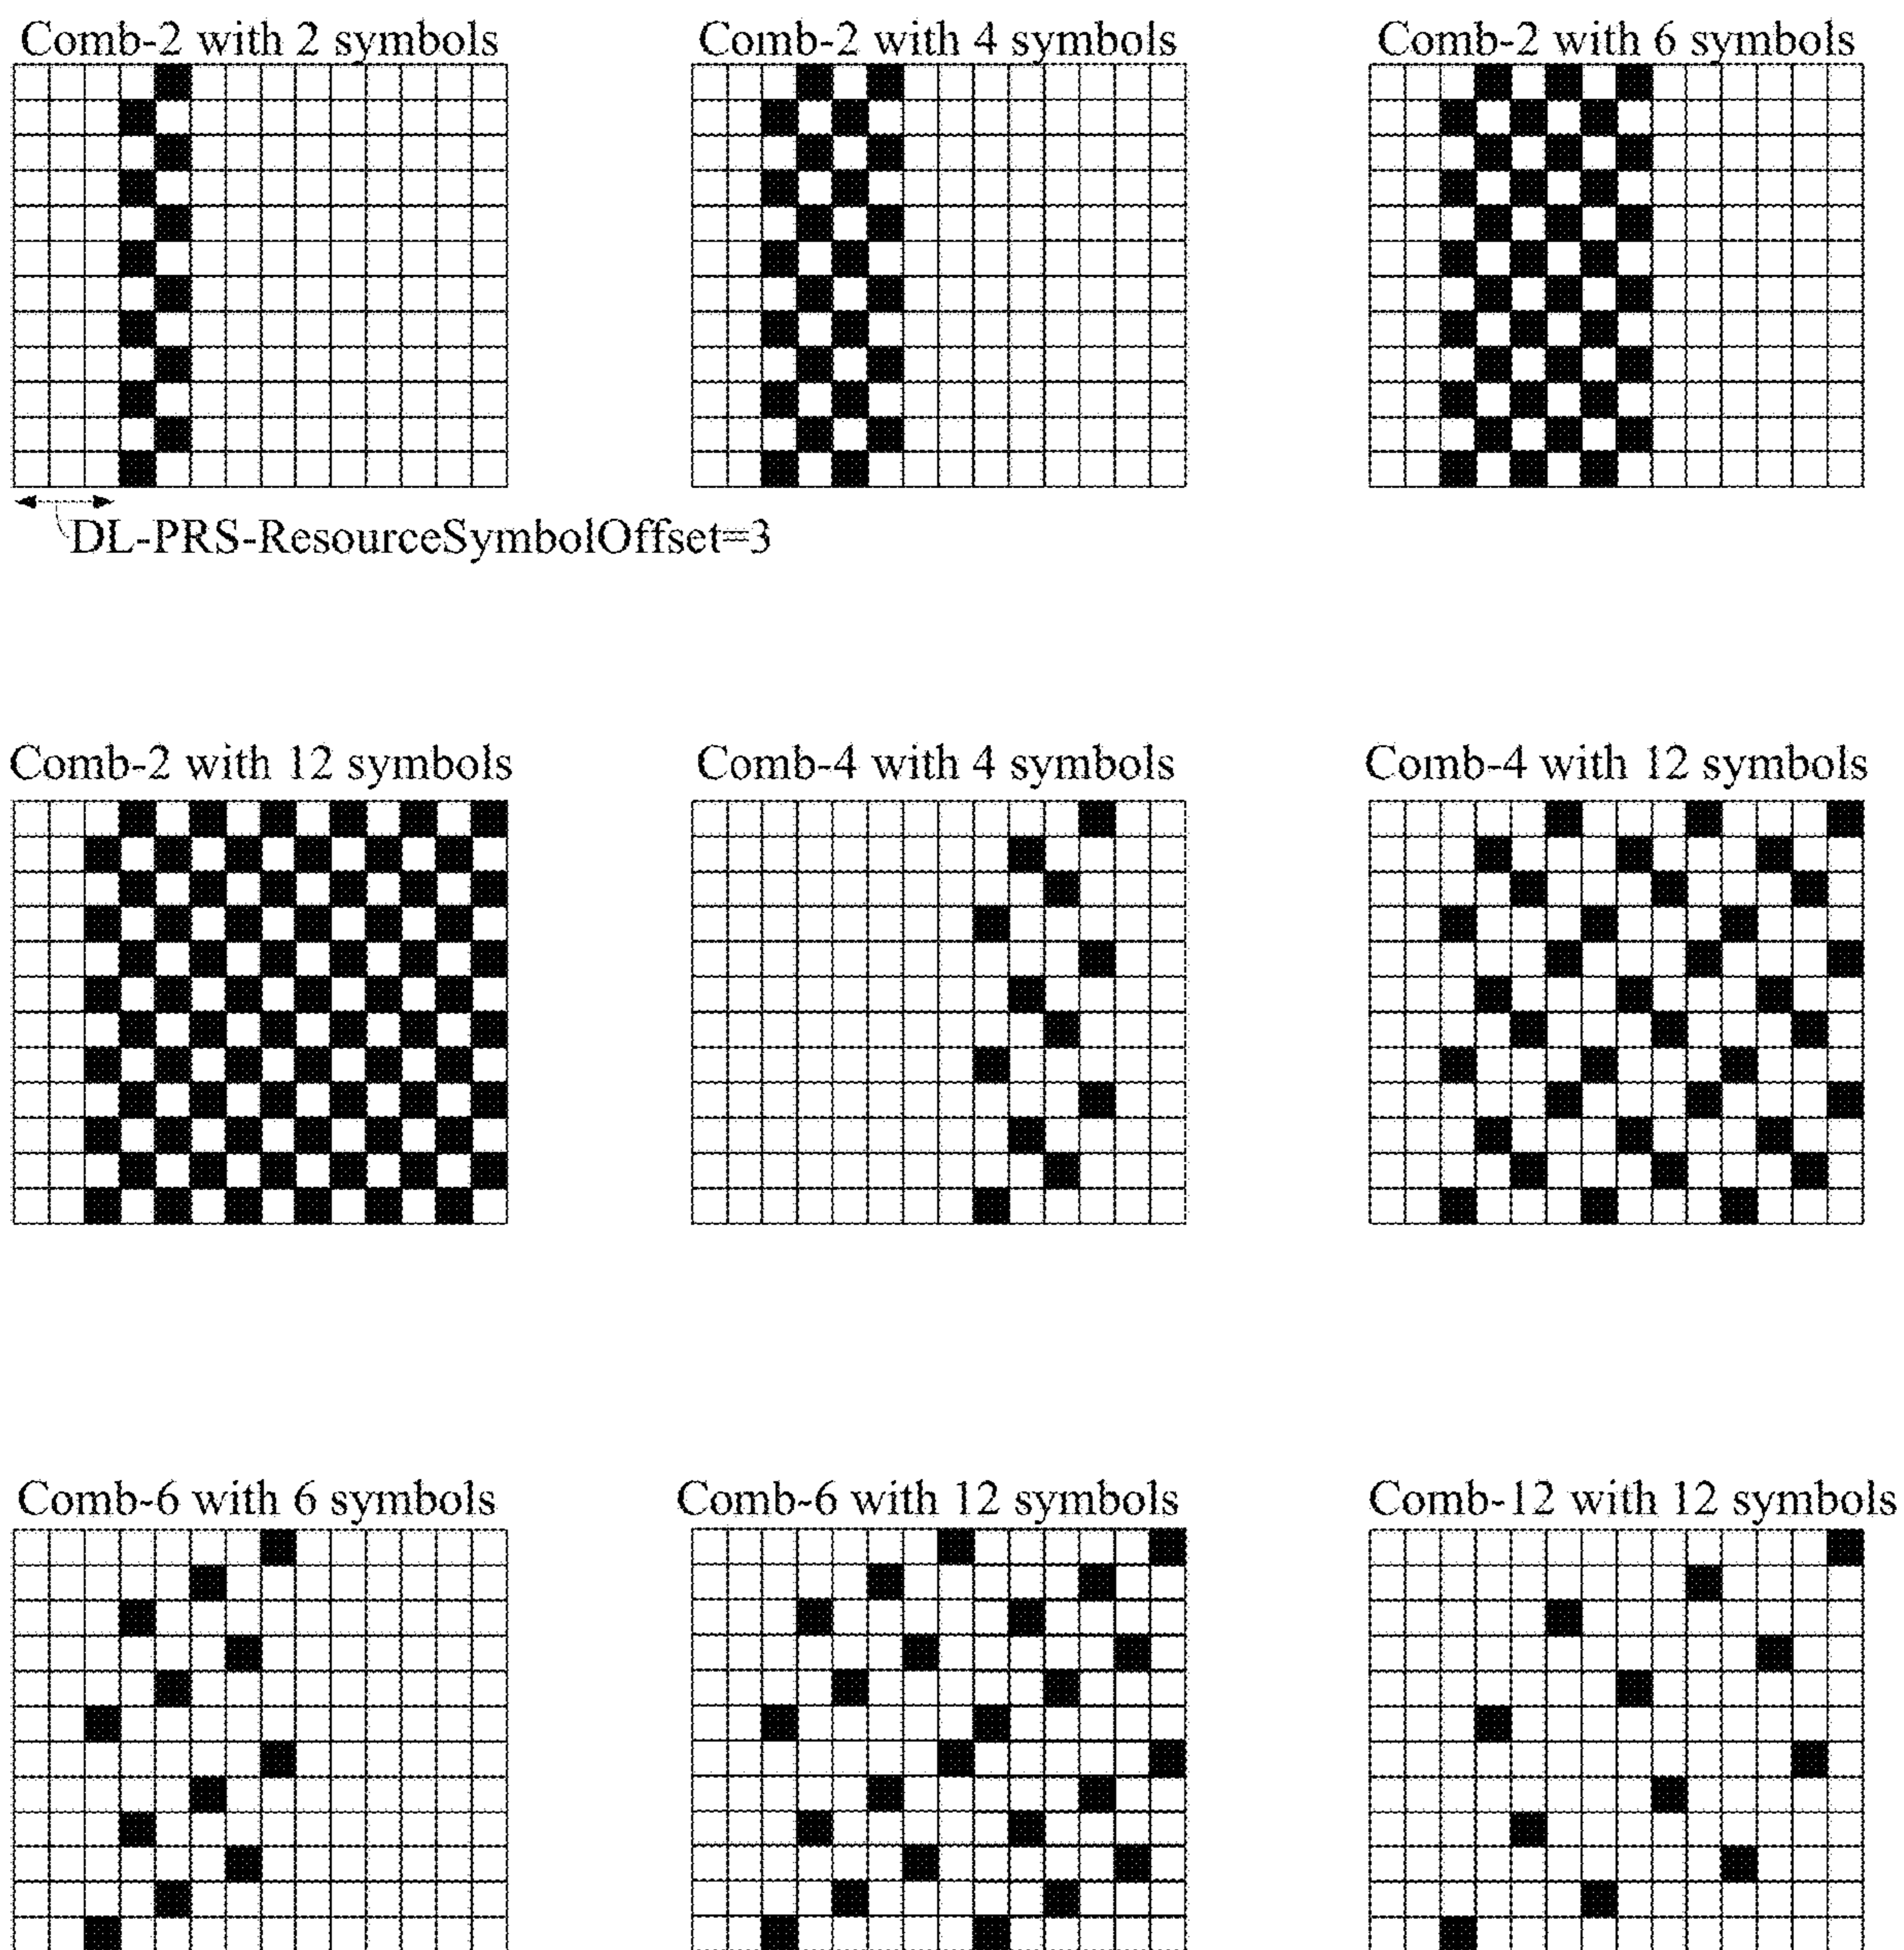 Comb-2 with 2 symbols
Comb-2 with 4 symbols
Comb-2 with 6 symbols
DL-PRS-ResourceSymbolOffset=3
Comb-2 with 12 symbols
Comb-4 with 4 symbols
Comb-4 with 12 symbols
Comb-6 with 6 symbols
Comb-6 with 12 symbols
Comb-12 with 12 symbols